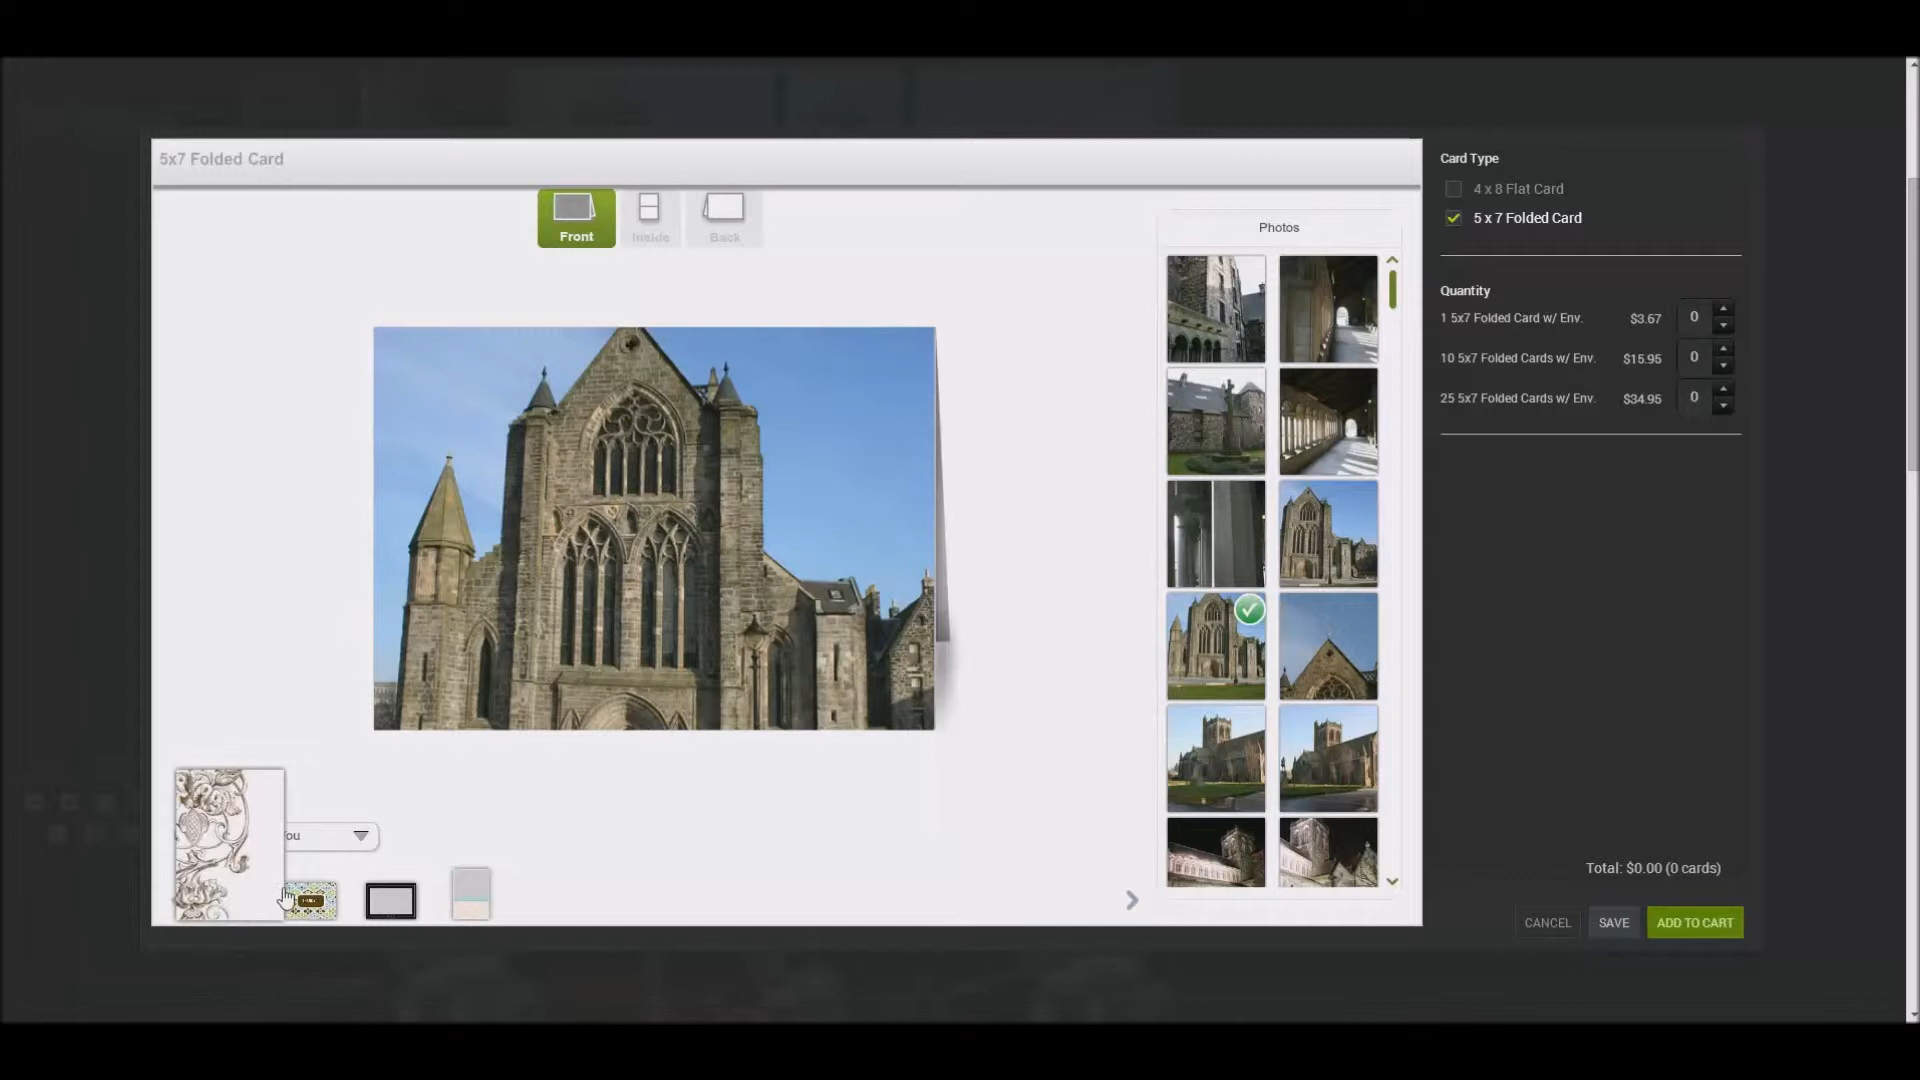 5x7 Folded Card
Front
Inside
Back
Photos
You
Card Type
4 x 8 Flat Card
5 x 7 Folded Card
Quantity
1 5x7 Folded Card w/ Env. $3.67 0
10 5x7 Folded Cards w/ Env. $15.95 0
25 5x7 Folded Cards w/ Env. $34.95 0
Total: $0.00 (0 cards)
CANCEL SAVE ADD TO CART